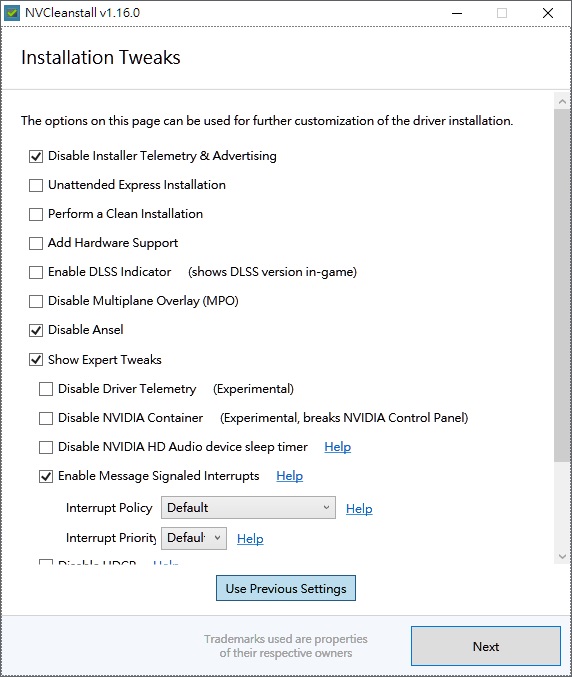 NVCleanstall v1.16.0
Installation Tweaks
The options on this page can be used for further customization of the driver installation.
Disable Installer Telemetry & Advertising
Unattended Express Installation
Perform a Clean Installation
Add Hardware Support
Enable DLSS Indicator (shows DLSS version in-game)
Disable Multiplane Overlay (MPO)
Disable Ansel
Show Expert Tweaks
Disable Driver Telemetry (Experimental)
Disable NVIDIA Container (Experimental, breaks NVIDIA Control Panel)
Disable NVIDIA HD Audio device sleep timer Help
Enable Message Signaled Interrupts Help
Interrupt Policy Default Help
Interrupt Priority Defaul Help
Disable HDCP Help
Use Previous Settings
Trademarks used are properties
of their respective owners
Next